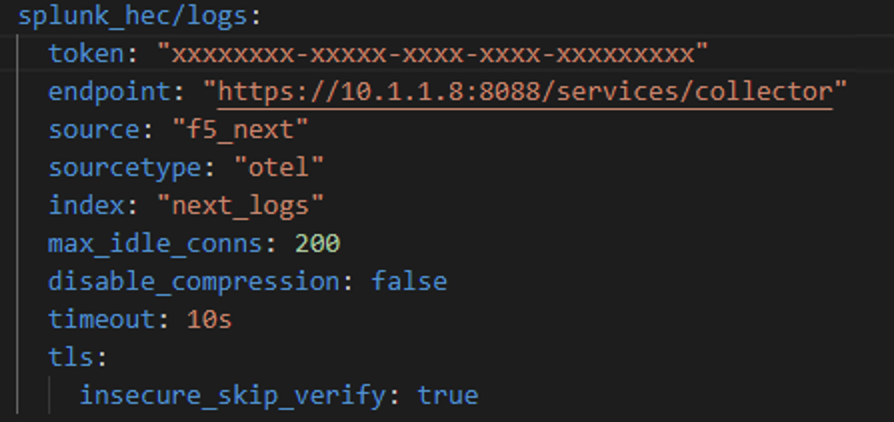 splunk_hec/logs:
token: "xxxxxxxx-xxxxx-xxxx-xxxx-xxxxxxxxx"
endpoint: "https://10.1.1.8:8088/services/collector"
source: "f5_next"
sourcetype: "otel"
index: "next_logs"
max_idle_conns: 200
disable_compression: false
timeout: 10s
tls:
insecure_skip_verify: true